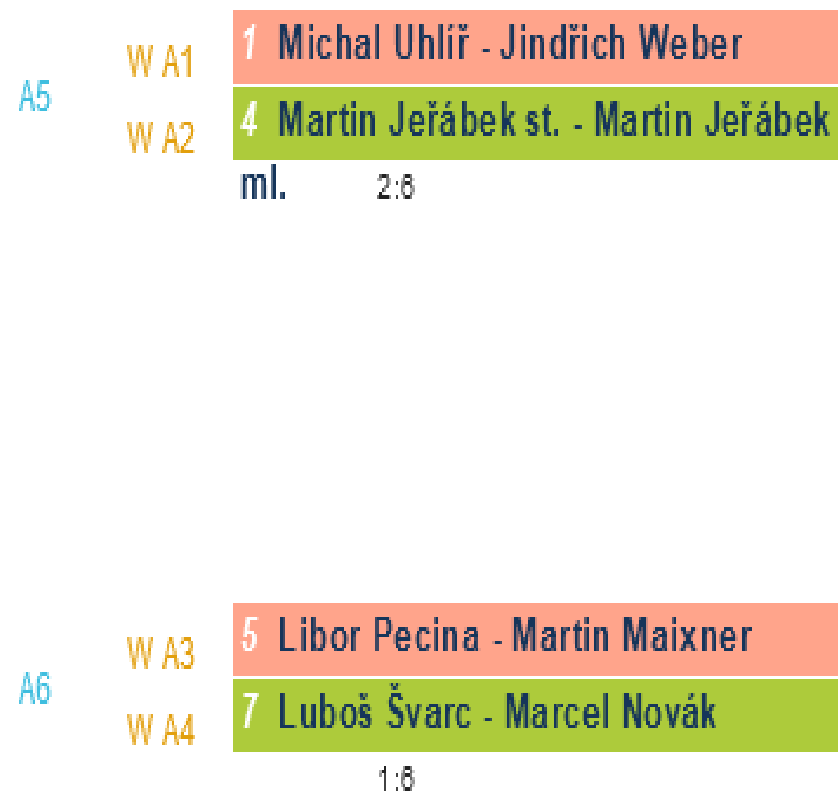 W A1
1 Michal Uhlíř - Jindřich Weber
A5
W A2
4 Martin Jeřábek st. - Martin Jeřábek
ml.
2:6
W A3
5 Libor Pecina - Martin Maixner
A6
W A4
7 Luboš Švarc - Marcel Novák
1:6